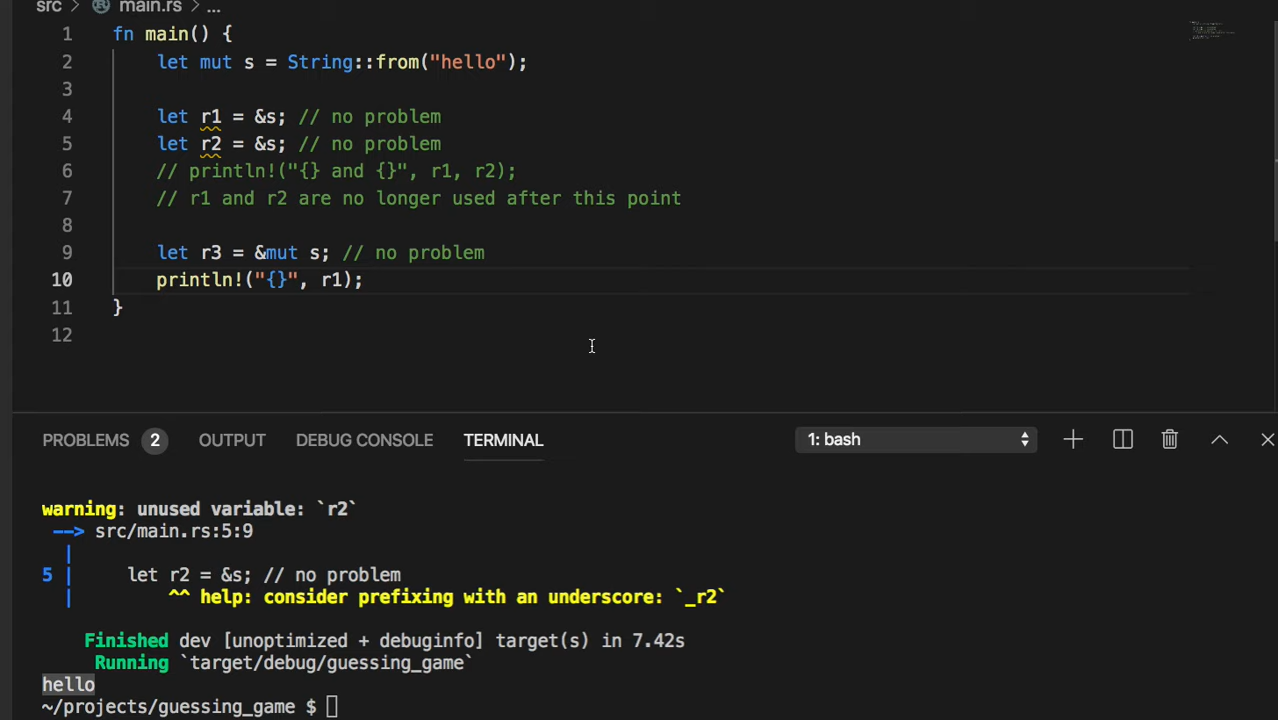 src > main.rs > ...
1 fn main() {
2 let mut s = String::from("hello");
3
4 let r1 = &s; // no problem
5 let r2 = &s; // no problem
6 // println!("{} and {}", r1, r2);
7 // r1 and r2 are no longer used after this point
8
9 let r3 = &mut s; // no problem
10 println!("{}", r1);
11 }
12
PROBLEMS 2 OUTPUT DEBUG CONSOLE TERMINAL 1: bash
warning: unused variable: `r2`
--> src/main.rs:5:9
|
5 | let r2 = &s; // no problem
| ^^ help: consider prefixing with an underscore: `_r2`
Finished dev [unoptimized + debuginfo] target(s) in 7.42s
Running `target/debug/guessing_game`
hello
~/projects/guessing_game $